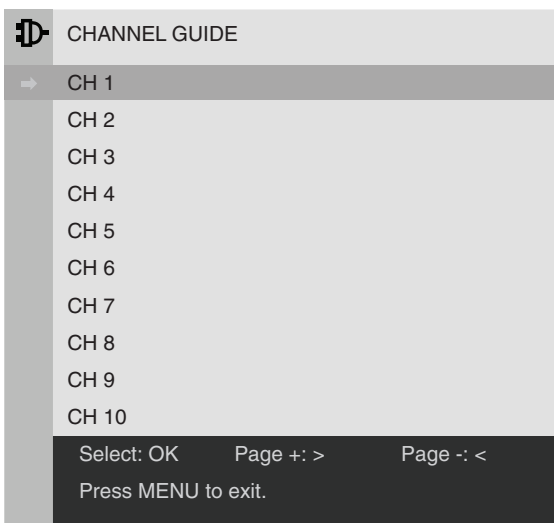 CHANNEL GUIDE
CH 1
CH 2
CH 3
CH 4
CH 5
CH 6
CH 7
CH 8
CH 9
CH 10
Select: OK Page +: > Page -: <
Press MENU to exit.